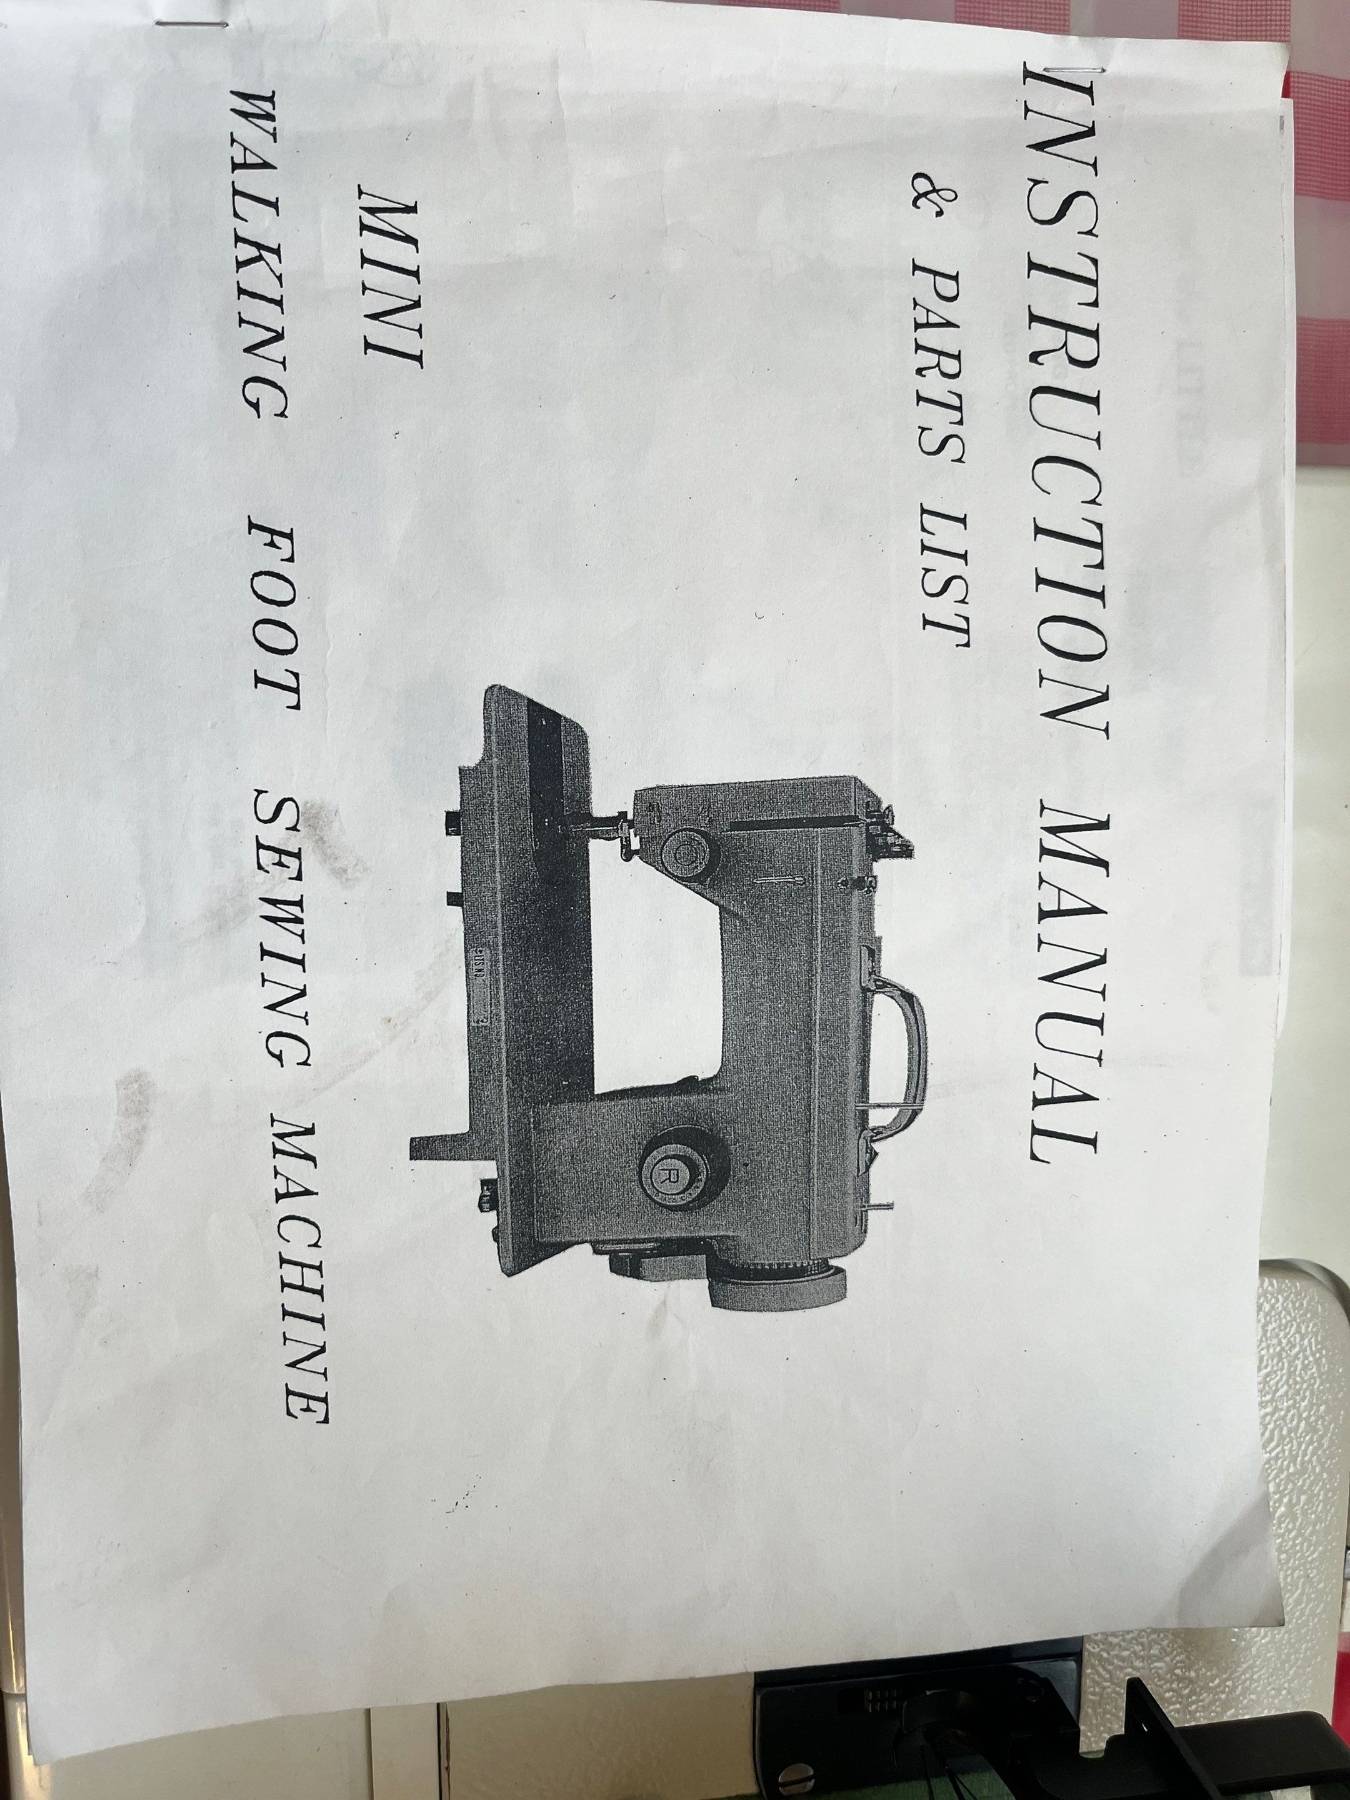 INSTRUCTION MANUAL
& PARTS LIST
R
MINI
WALKING FOOT SEWING MACHINE